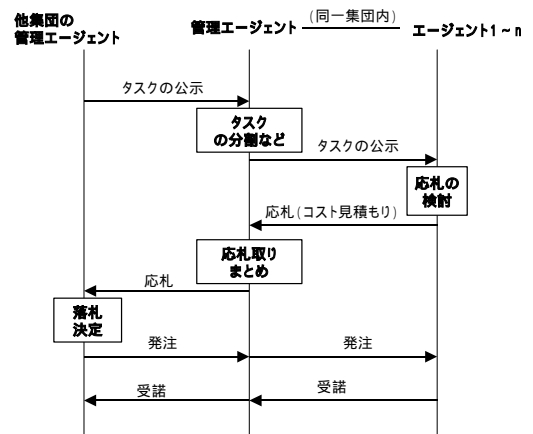 他集団の
管理エージェント
管理エージェント
(同一集団内)
エージェント1~n
タスクの公示
タスク
の分割など
タスクの公示
応札の
検討
応札(コスト見積もり)
応札取り
まとめ
応札
落札
決定
発注
発注
受諾
受諾